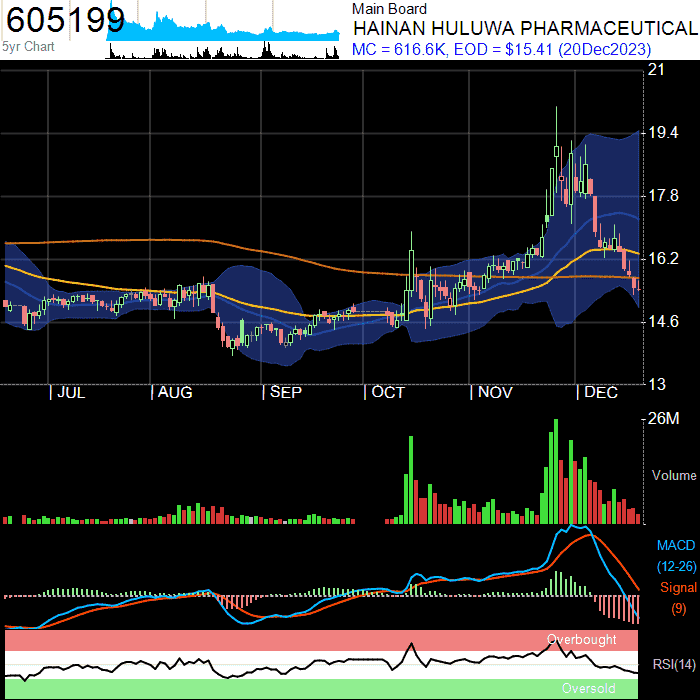 605199
5yr Chart
Main Board
HAINAN HULUWA PHARMACEUTICAL
MC = 616.6K, EOD = $15.41 (20Dec2023)
21
19.4
17.8
16.2
14.6
13
| JUL | AUG | SEP | OCT | NOV | DEC
26M
Volume
MACD
(12-26)
Signal
(9)
Overbought
RSI(14)
Oversold